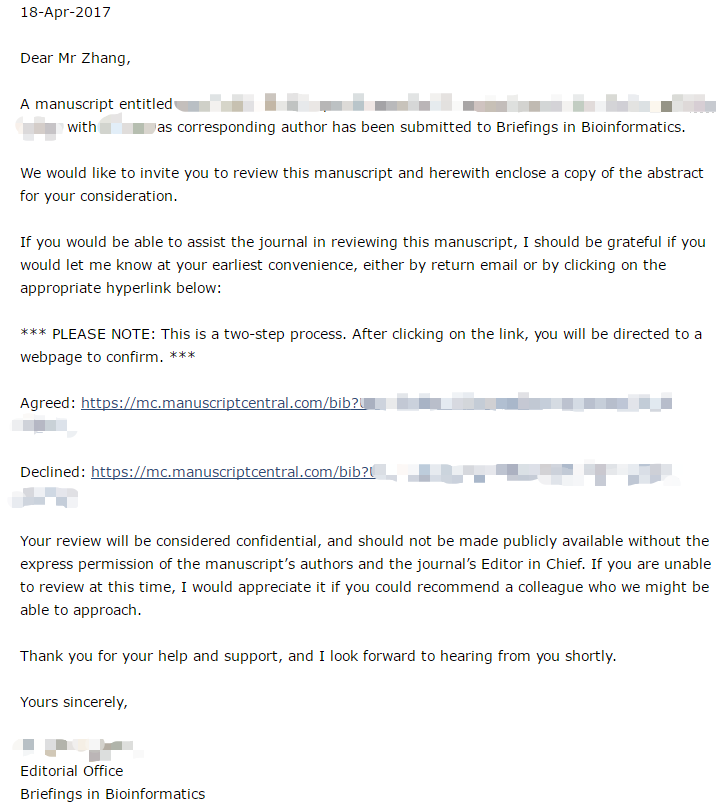 18-Apr-2017
Dear Mr Zhang,
A manuscript entitled
with as corresponding author has been submitted to Briefings in Bioinformatics.
We would like to invite you to review this manuscript and herewith enclose a copy of the abstract
for your consideration.
If you would be able to assist the journal in reviewing this manuscript, I should be grateful if you
would let me know at your earliest convenience, either by return email or by clicking on the
appropriate hyperlink below:
*** PLEASE NOTE: This is a two-step process. After clicking on the link, you will be directed to a
webpage to confirm. ***
Agreed: https://mc.manuscriptcentral.com/bib?
Declined: https://mc.manuscriptcentral.com/bib?
Your review will be considered confidential, and should not be made publicly available without the
express permission of the manuscript’s authors and the journal’s Editor in Chief. If you are unable
to review at this time, I would appreciate it if you could recommend a colleague who we might be
able to approach.
Thank you for your help and support, and I look forward to hearing from you shortly.
Yours sincerely,
Editorial Office
Briefings in Bioinformatics